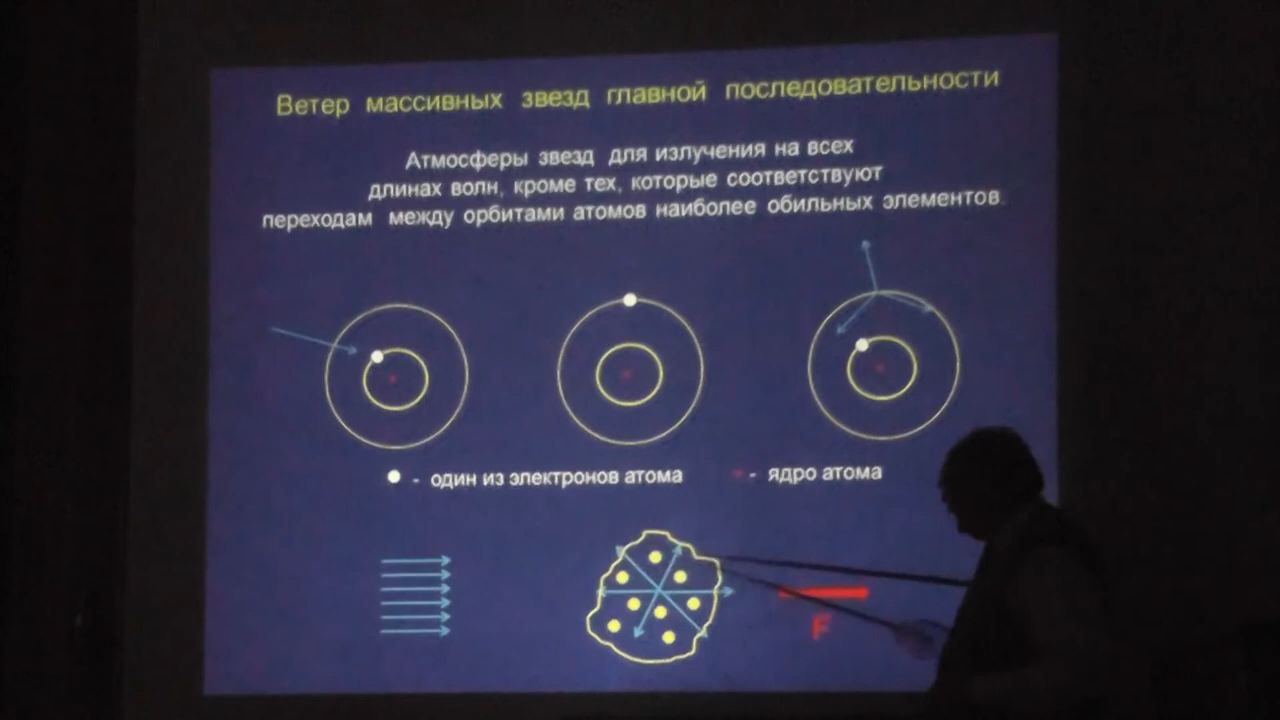 Ветер массивных звезд главной последовательности
Атмосферы звезд для излучения на всех
длинах волн, кроме тех, которые соответствуют
переходам между орбитами атомов наиболее обильных элементов.
- один из электронов атома
- ядро атома
F